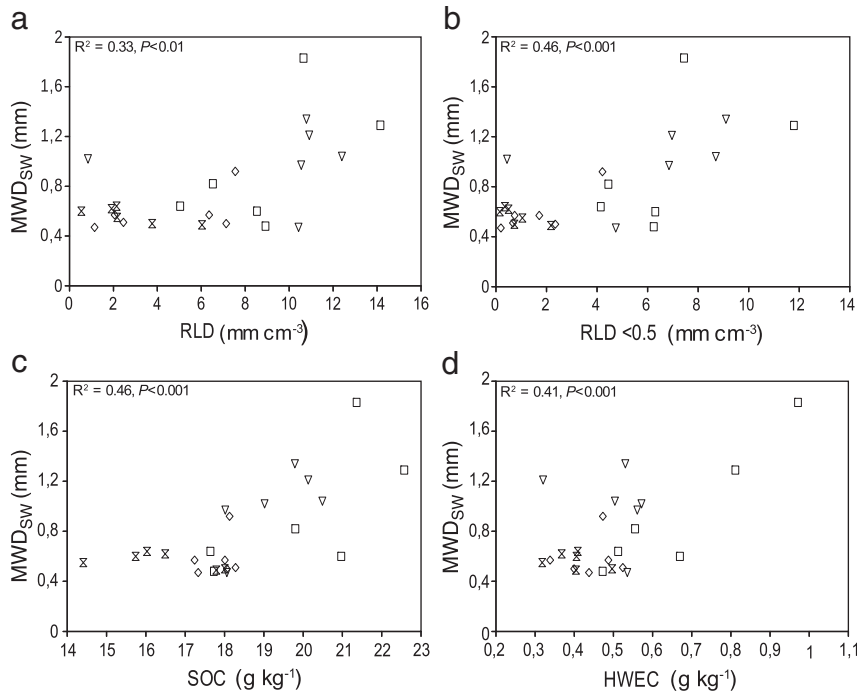 a
R² = 0.33, P<0.01
2
1,6
1,2
0,8
0,4
0
MWD_SW (mm)
0 2 4 6 8 10 12 14 16
RLD (mm cm⁻³)
b
R² = 0.46, P<0.001
2
1,6
1,2
0,8
0,4
0
MWD_SW (mm)
0 2 4 6 8 10 12 14
RLD <0.5 (mm cm⁻³)
c
R² = 0.46, P<0.001
2
1,6
1,2
0,8
0,4
0
MWD_SW (mm)
14 15 16 17 18 19 20 21 22 23
SOC (g kg⁻¹)
d
R² = 0.41, P<0.001
2
1,6
1,2
0,8
0,4
0
MWD_SW (mm)
0,2 0,3 0,4 0,5 0,6 0,7 0,8 0,9 1 1,1
HWEC (g kg⁻¹)